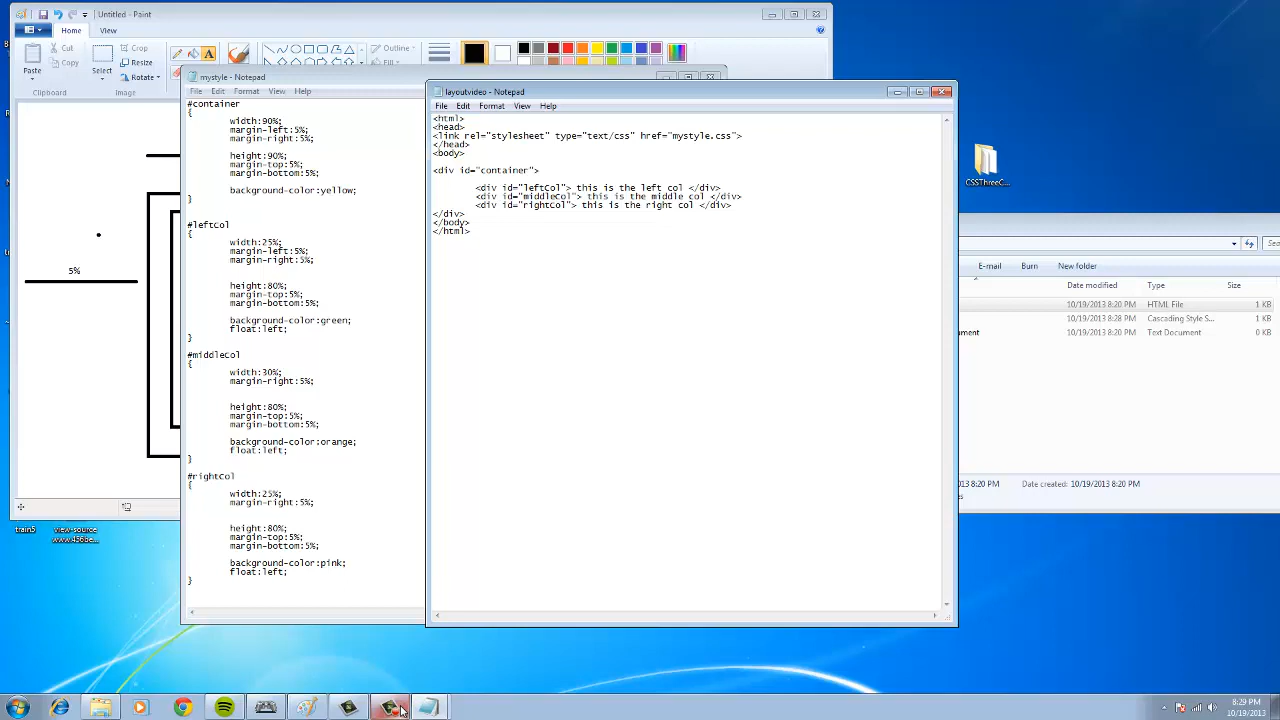 Untitled - Paint
Home
View
Cut
Copy
Paste
Clipboard
Select
Crop
Resize
Rotate
Image
Outline
Fill
5%
mystyle - Notepad
File Edit Format View Help
#container
{
width:90%;
margin-left:5%;
margin-right:5%;
height:90%;
margin-top:5%;
margin-bottom:5%;
background-color:yellow;
}
#leftCol
{
width:25%;
margin-left:5%;
margin-right:5%;
height:80%;
margin-top:5%;
margin-bottom:5%;
background-color:green;
float:left;
}
#middleCol
{
width:30%;
margin-right:5%;
height:80%;
margin-top:5%;
margin-bottom:5%;
background-color:orange;
float:left;
}
#rightCol
{
width:25%;
margin-right:5%;
height:80%;
margin-top:5%;
margin-bottom:5%;
background-color:pink;
float:left;
}
layoutvideo - Notepad
File Edit Format View Help
<html>
<head>
<link rel="stylesheet" type="text/css" href="mystyle.css">
</head>
<body>
<div id="container">
<div id="leftCol"> this is the left col </div>
<div id="middleCol"> this is the middle col </div>
<div id="rightCol"> this is the right col </div>
</div>
</body>
</html>
CSSThreeC...
E-mail Burn New folder
Date modified Type Size
10/19/2013 8:20 PM HTML File 1 KB
10/19/2013 8:28 PM Cascading Style S... 1 KB
10/19/2013 8:20 PM Text Document 0 KB
Date created: 10/19/2013 8:20 PM
train5
view-source
www.456be...
8:29 PM
10/19/2013